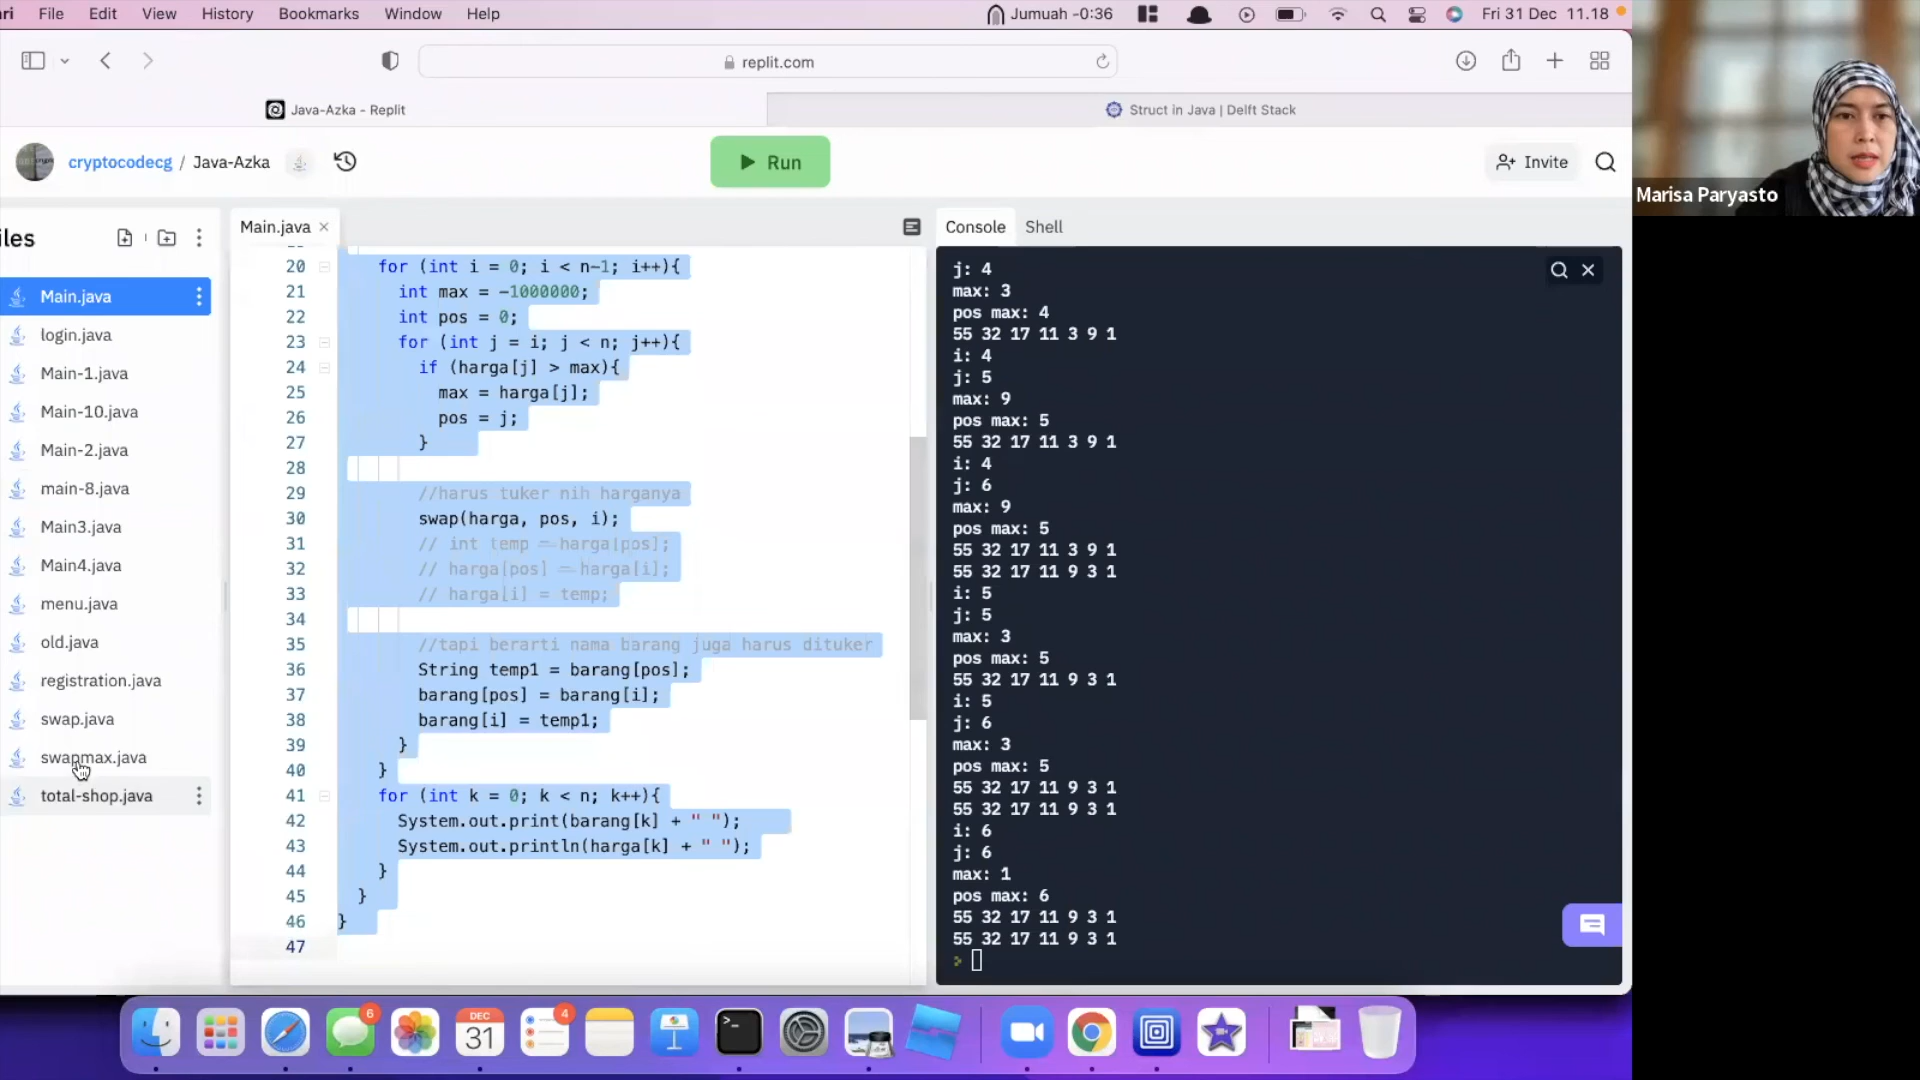 ari File Edit View History Bookmarks Window Help Jumuah -0:36 Fri 31 Dec 11.18
replit.com
Java-Azka - Replit Struct in Java | Delft Stack
cryptocodecg / Java-Azka Run Invite
Marisa Paryasto
iles
Main.java
login.java
Main-1.java
Main-10.java
Main-2.java
main-8.java
Main3.java
Main4.java
menu.java
old.java
registration.java
swap.java
swapmax.java
total-shop.java
Main.java ×
20 for (int i = 0; i < n-1; i++){
21 int max = -1000000;
22 int pos = 0;
23 for (int j = i; j < n; j++){
24 if (harga[j] > max){
25 max = harga[j];
26 pos = j;
27 }
28
29 //harus tuker nih harganya
30 swap(harga, pos, i);
31 // int temp = harga[pos];
32 // harga[pos] = harga[i];
33 // harga[i] = temp;
34
35 //tapi berarti nama barang juga harus dituker
36 String temp1 = barang[pos];
37 barang[pos] = barang[i];
38 barang[i] = temp1;
39 }
40 }
41 for (int k = 0; k < n; k++){
42 System.out.print(barang[k] + " ");
43 System.out.println(harga[k] + " ");
44 }
45 }
46 }
47
Console Shell
j: 4
max: 3
pos max: 4
55 32 17 11 3 9 1
i: 4
j: 5
max: 9
pos max: 5
55 32 17 11 3 9 1
i: 4
j: 6
max: 9
pos max: 5
55 32 17 11 3 9 1
55 32 17 11 9 3 1
i: 5
j: 5
max: 3
pos max: 5
55 32 17 11 9 3 1
i: 5
j: 6
max: 3
pos max: 5
55 32 17 11 9 3 1
55 32 17 11 9 3 1
i: 6
j: 6
max: 1
pos max: 6
55 32 17 11 9 3 1
55 32 17 11 9 3 1
6
DEC
31
4